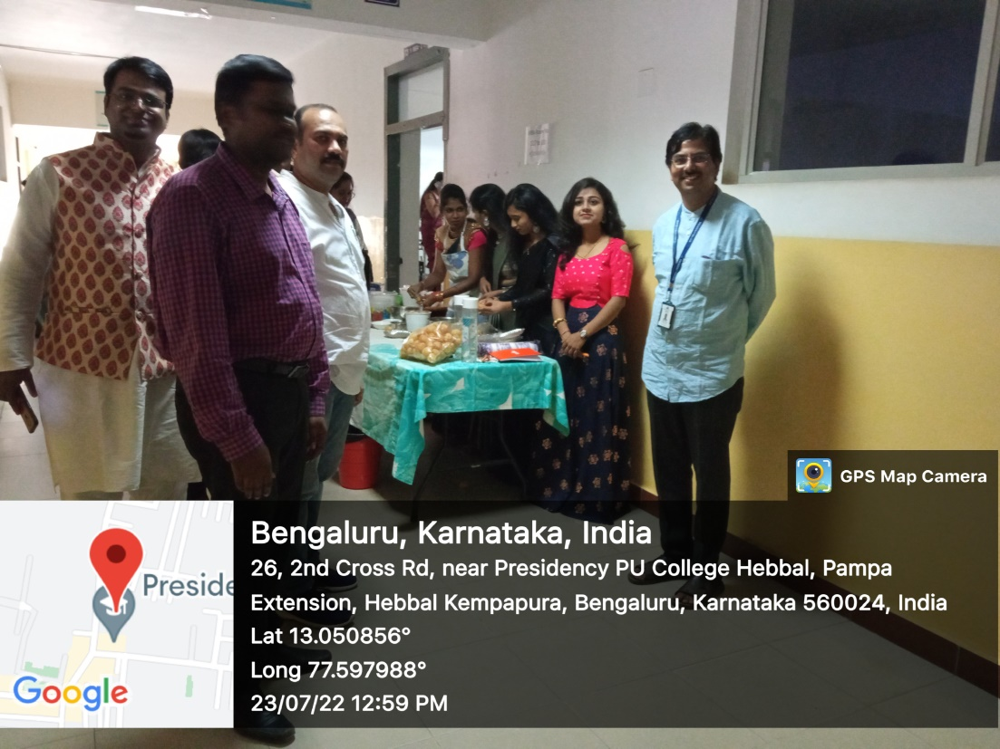 GPS Map Camera
Bengaluru, Karnataka, India
26, 2nd Cross Rd, near Presidency PU College Hebbal, Pampa
Extension, Hebbal Kempapura, Bengaluru, Karnataka 560024, India
Lat 13.050856°
Long 77.597988°
23/07/22 12:59 PM
Preside
Google